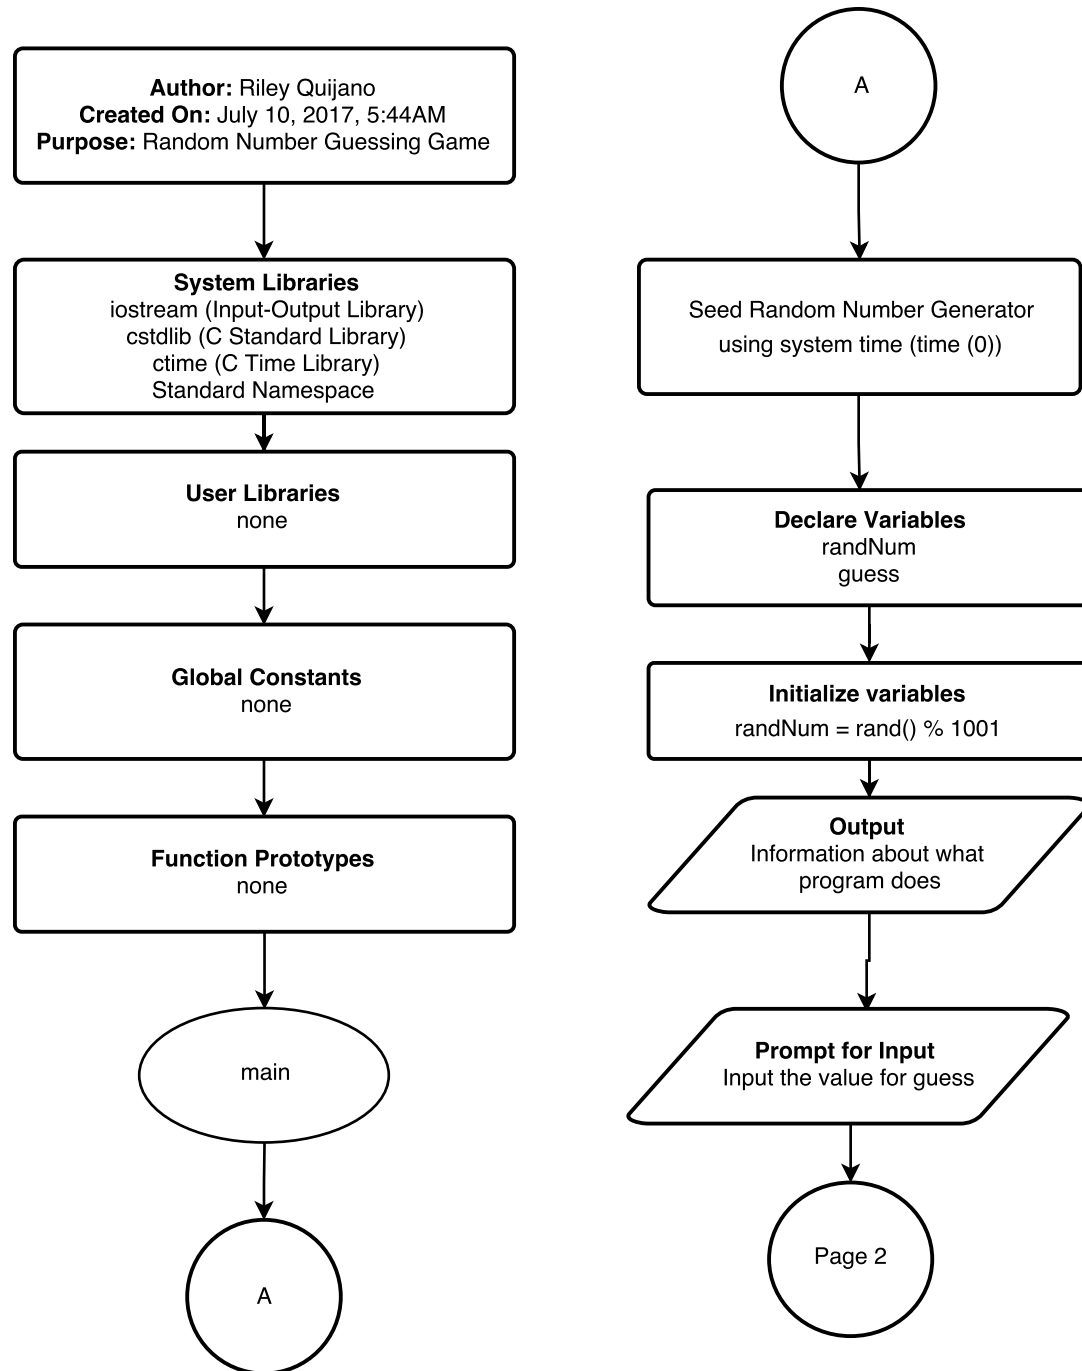 Author: Riley Quijano
Created On: July 10, 2017, 5:44AM
Purpose: Random Number Guessing Game
System Libraries
iostream (Input-Output Library)
cstdlib (C Standard Library)
ctime (C Time Library)
Standard Namespace
User Libraries
none
Global Constants
none
Function Prototypes
none
main
A
A
Seed Random Number Generator
using system time (time (0))
Declare Variables
randNum
guess
Initialize variables
randNum = rand() % 1001
Output
Information about what
program does
Prompt for Input
Input the value for guess
Page 2